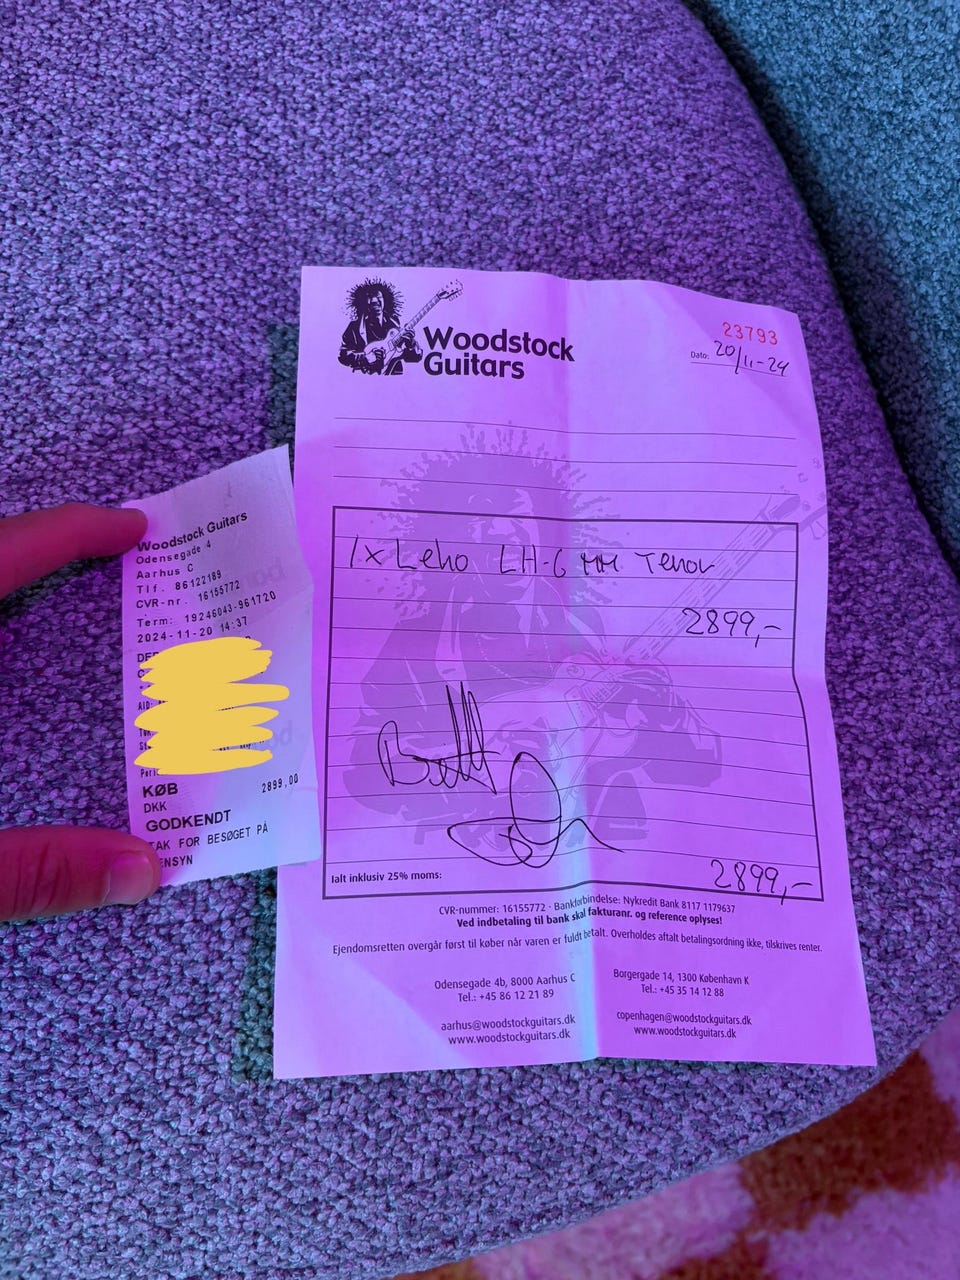 Woodstock Guitars
Odensegade 4
Aarhus C
Tlf. 86122189
CVR-nr. 16155772
Term: 19246043-961720
2024-11-20 14:37
KØB 2899,00
DKK
GODKENDT
TAK FOR BESØGET PÅ
ENSYN
Woodstock
Guitars
23793
Dato: 20/11-24
1x Leho LH-6 MM Tenor
2899,-
Betalt
Ialt inklusiv 25% moms: 2899,-
CVR-nummer: 16155772 · Bankforbindelse: Nykredit Bank 8117 1179637
Ved indbetaling til bank skal fakturanr. og reference oplyses!
Ejendomsretten overgår først til køber når varen er fuldt betalt. Overholdes aftalt betalingsordning ikke, tilskrives renter.
Odensegade 4b, 8000 Aarhus C
Tel.: +45 86 12 21 89
aarhus@woodstockguitars.dk
www.woodstockguitars.dk
Borgergade 14, 1300 København K
Tel.: +45 35 14 12 88
copenhagen@woodstockguitars.dk
www.woodstockguitars.dk